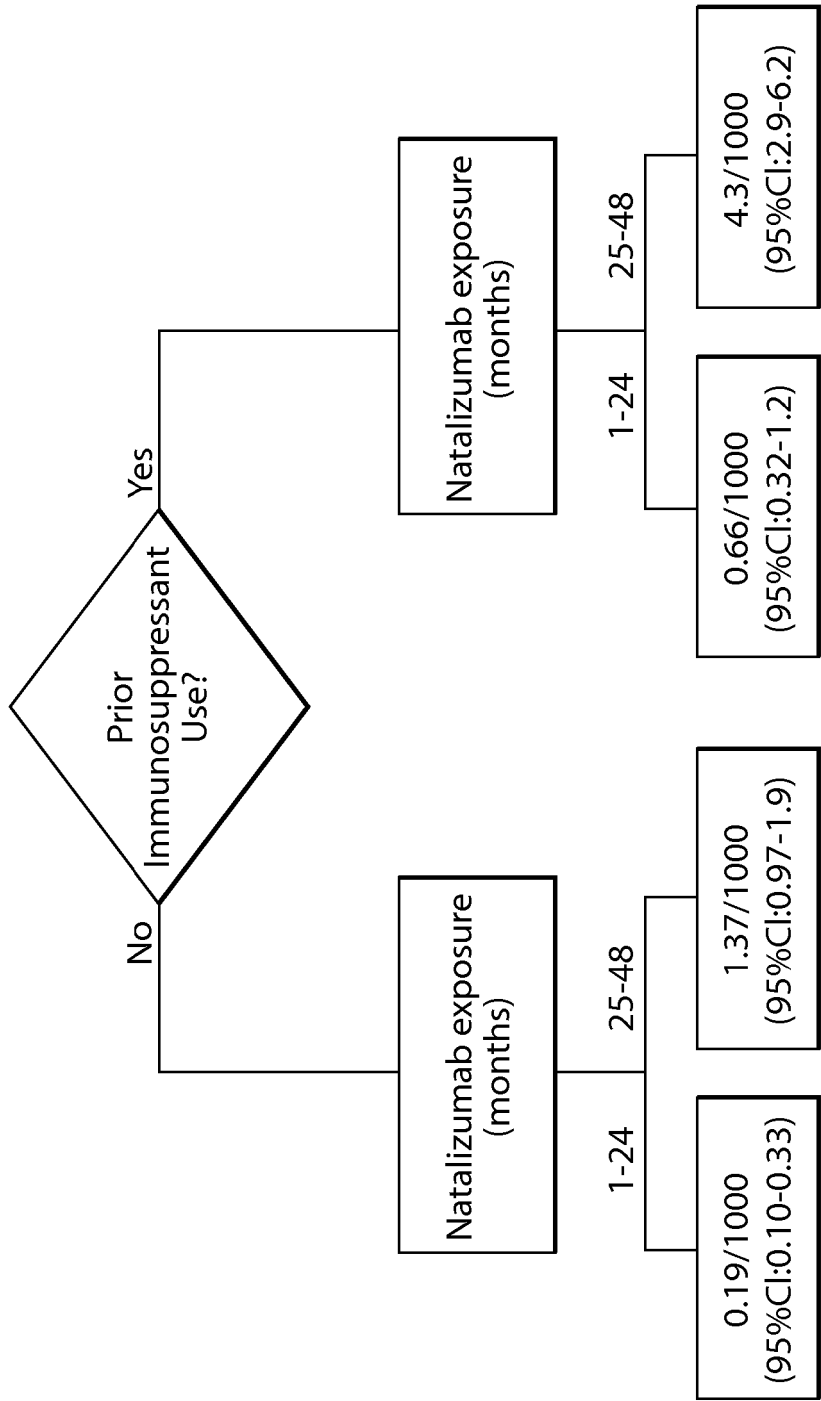 Prior
Immunosuppressant
Use?
No
Yes
Natalizumab exposure
(months)
Natalizumab exposure
(months)
1-24
25-48
1-24
25-48
0.19/1000
(95%CI:0.10-0.33)
1.37/1000
(95%CI:0.97-1.9)
0.66/1000
(95%CI:0.32-1.2)
4.3/1000
(95%CI:2.9-6.2)